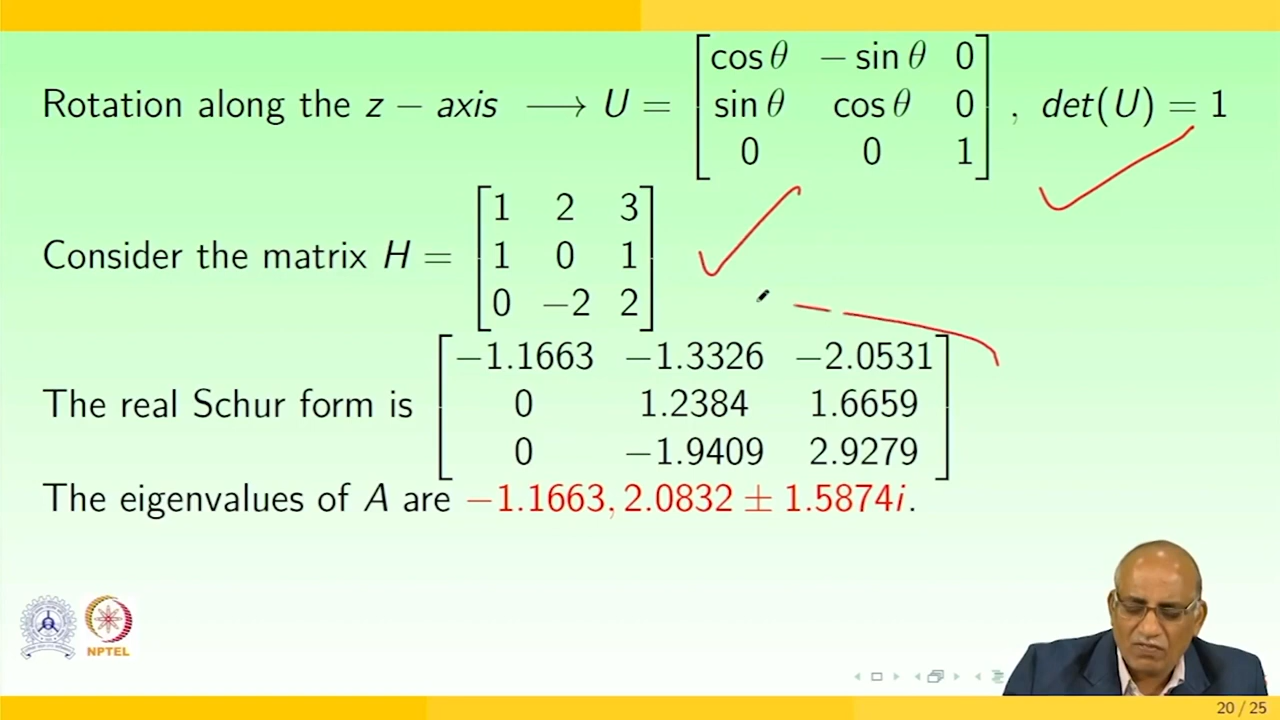 Rotation along the z − axis ⟶ U = [cos θ −sin θ 0; sin θ cos θ 0; 0 0 1], det(U) = 1
Consider the matrix H = [1 2 3; 1 0 1; 0 −2 2]
The real Schur form is [−1.1663 −1.3326 −2.0531; 0 1.2384 1.6659; 0 −1.9409 2.9279]
The eigenvalues of A are −1.1663, 2.0832 ± 1.5874i.
NPTEL
20 / 25